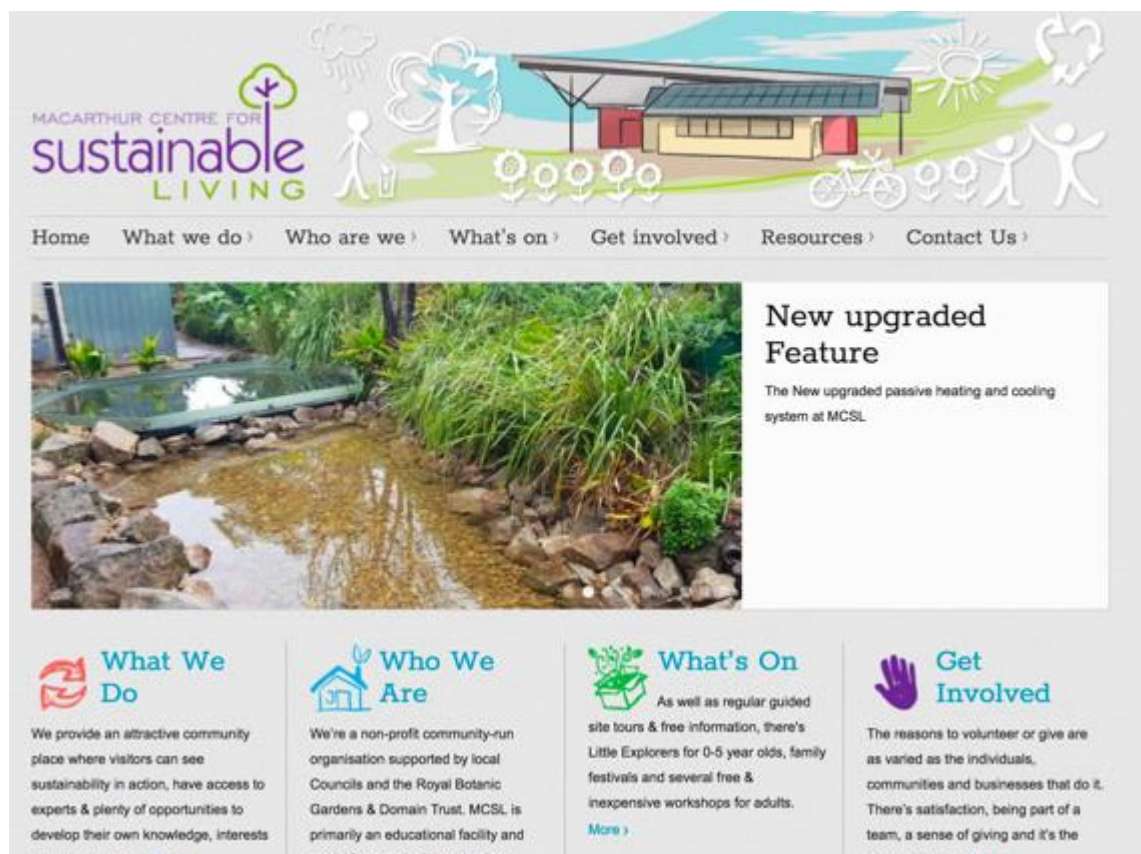 MACARTHUR CENTRE FOR
sustainable
LIVING
Home What we do › Who are we › What's on › Get involved › Resources › Contact Us ›
New upgraded
Feature
The New upgraded passive heating and cooling
system at MCSL
What We
Do
We provide an attractive community
place where visitors can see
sustainability in action, have access to
experts & plenty of opportunities to
develop their own knowledge, interests
Who We
Are
We're a non-profit community-run
organisation supported by local
Councils and the Royal Botanic
Gardens & Domain Trust. MCSL is
primarily an educational facility and
What's On
As well as regular guided
site tours & free information, there's
Little Explorers for 0-5 year olds, family
festivals and several free &
inexpensive workshops for adults.
More ›
Get
Involved
The reasons to volunteer or give are
as varied as the individuals,
communities and businesses that do it.
There's satisfaction, being part of a
team, a sense of giving and it's the